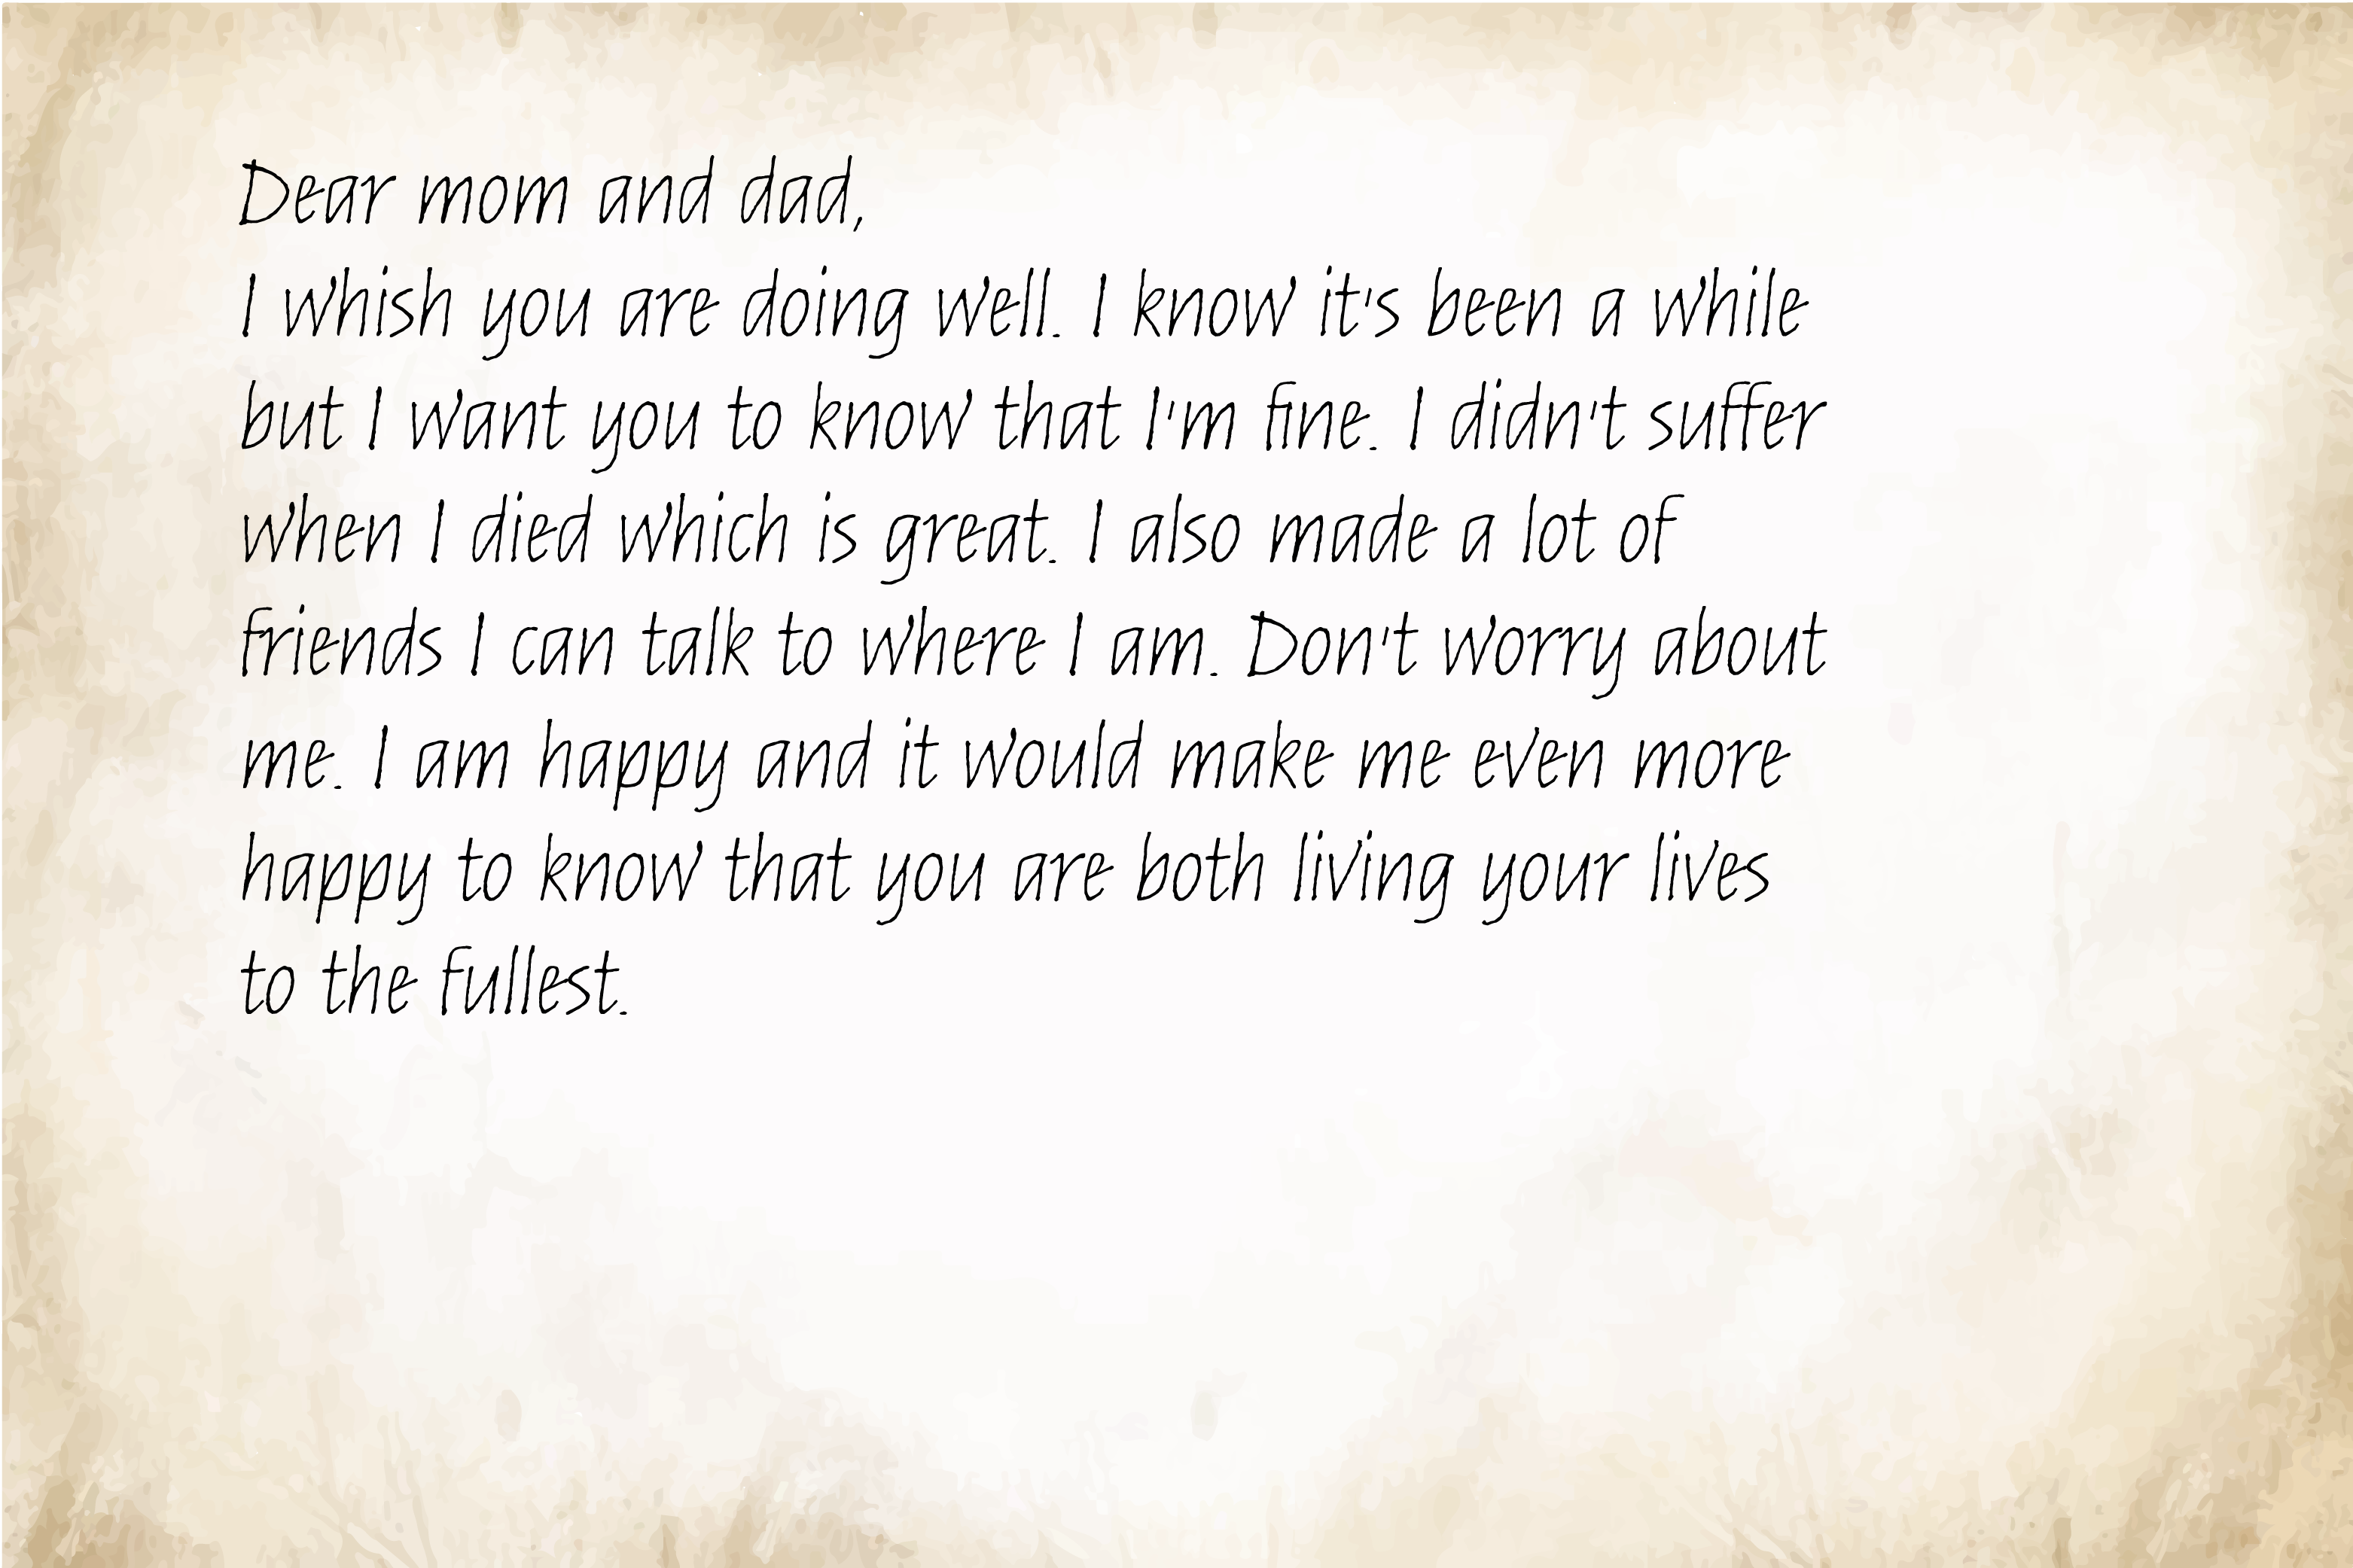 Dear mom and dad,
I whish you are doing well. I know it's been a while
but I want you to know that I'm fine. I didn't suffer
when I died which is great. I also made a lot of
friends I can talk to where I am. Don't worry about
me. I am happy and it would make me even more
happy to know that you are both living your lives
to the fullest.